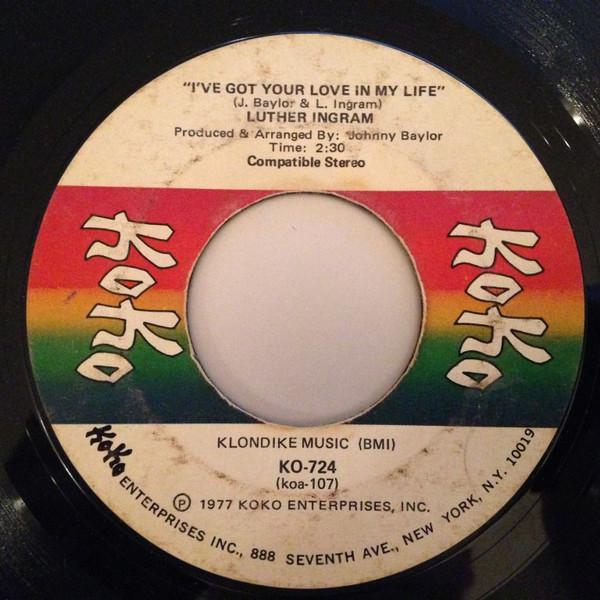 "I'VE GOT YOUR LOVE IN MY LIFE"
(J. Baylor & L. Ingram)
LUTHER INGRAM
Produced & Arranged By: Johnny Baylor
Time: 2:30
Compatible Stereo
KOKO
KOKO
KLONDIKE MUSIC (BMI)
KO-724
(koa-107)
℗ 1977 KOKO ENTERPRISES, INC.
KoKo ENTERPRISES INC., 888 SEVENTH AVE., NEW YORK, N.Y. 10019